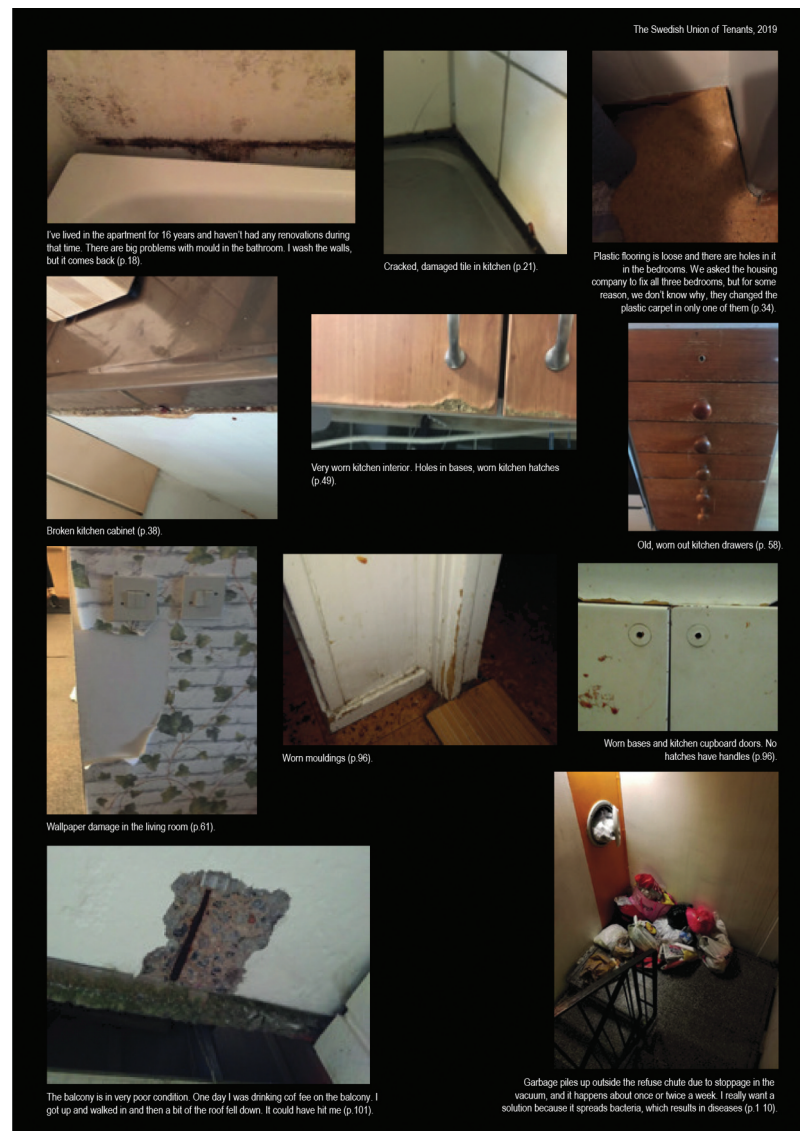 The Swedish Union of Tenants, 2019
I've lived in the apartment for 16 years and haven't had any renovations during
that time. There are big problems with mould in the bathroom. I wash the walls,
but it comes back (p.18).
Cracked, damaged tile in kitchen (p.21).
Plastic flooring is loose and there are holes in it
in the bedrooms. We asked the housing
company to fix all three bedrooms, but for some
reason, we don't know why, they changed the
plastic carpet in only one of them (p.34).
Broken kitchen cabinet (p.38).
Very worn kitchen interior. Holes in bases, worn kitchen hatches
(p.49).
Old, worn out kitchen drawers (p. 58).
Wallpaper damage in the living room (p.61).
Worn mouldings (p.96).
Worn bases and kitchen cupboard doors. No
hatches have handles (p.96).
The balcony is in very poor condition. One day I was drinking cof fee on the balcony. I
got up and walked in and then a bit of the roof fell down. It could have hit me (p.101).
Garbage piles up outside the refuse chute due to stoppage in the
vacuum, and it happens about once or twice a week. I really want a
solution because it spreads bacteria, which results in diseases (p.1 10).